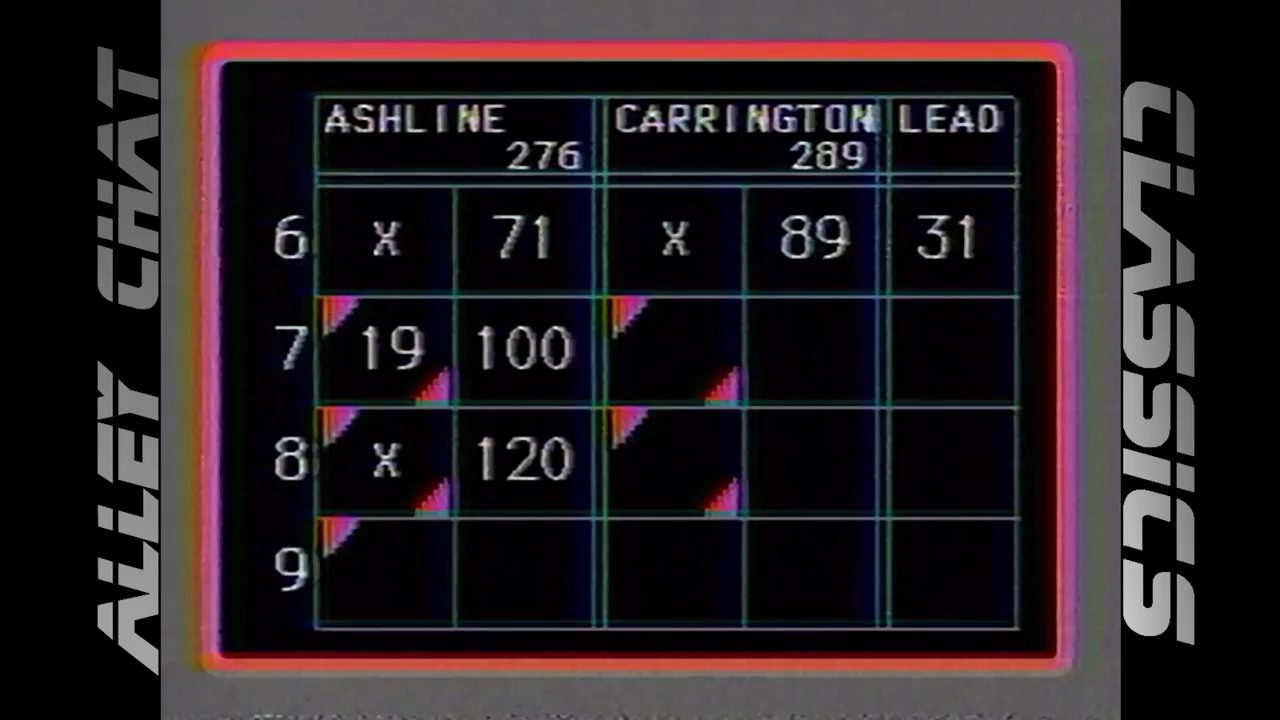 ALLEY CHAT
ASHLINE CARRINGTON LEAD
276 289
6 X 71 X 89 31
7 19 100
8 X 120
9
CLASSICS